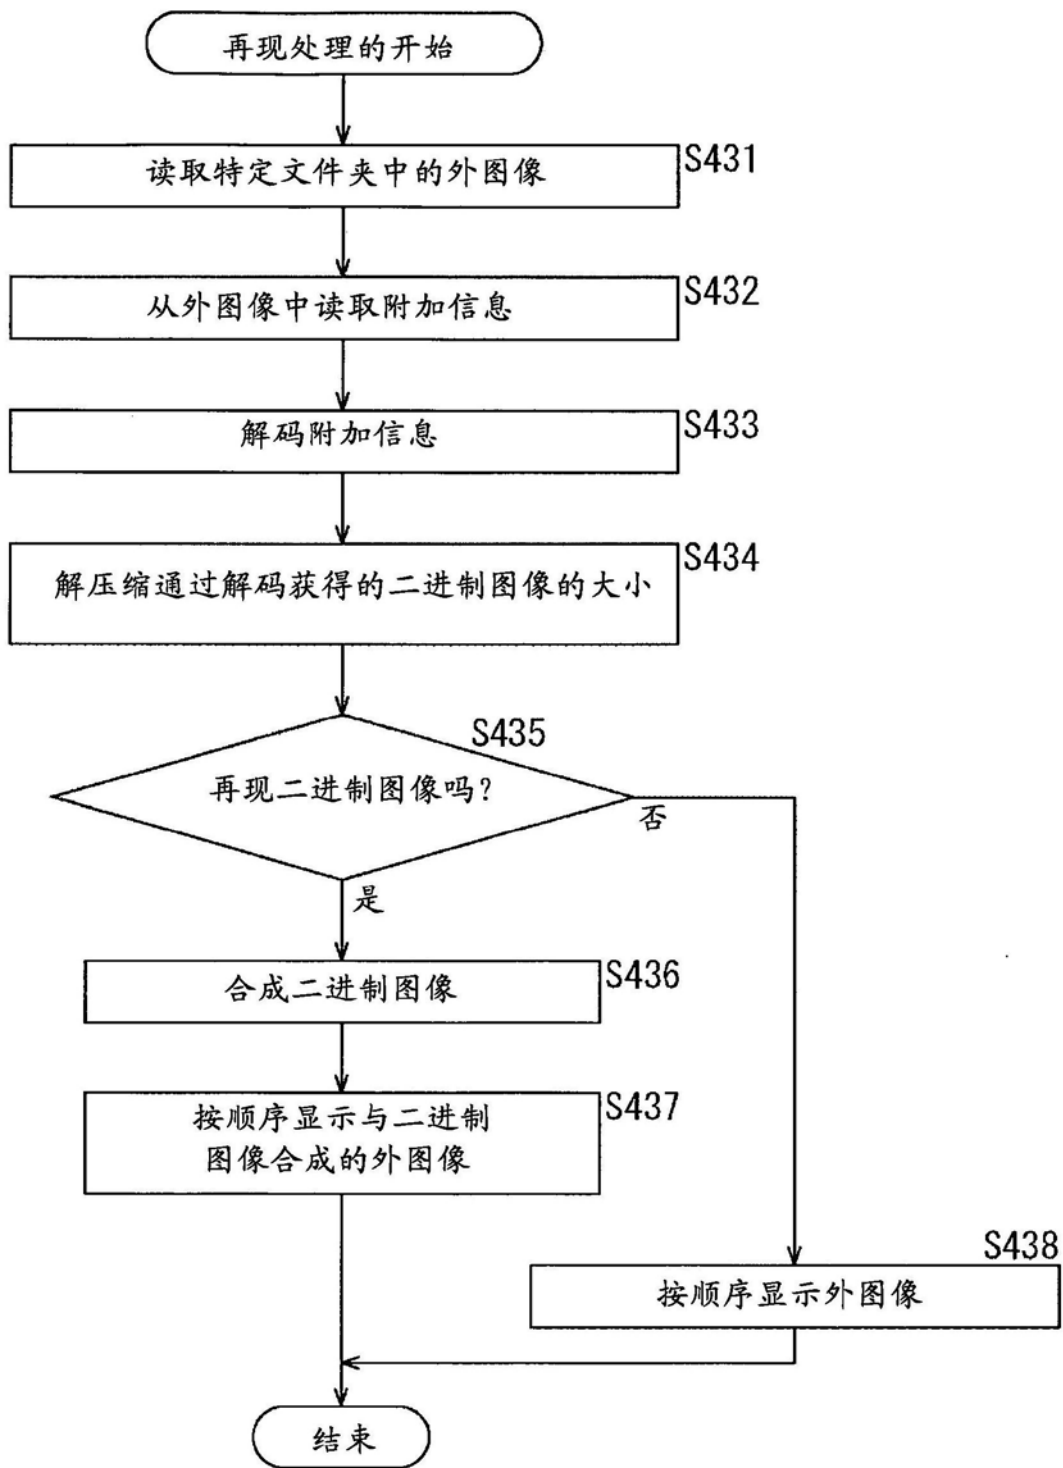 再现处理的开始
S431
读取特定文件夹中的外图像
S432
从外图像中读取附加信息
S433
解码附加信息
S434
解压缩通过解码获得的二进制图像的大小
S435
再现二进制图像吗?
否
是
S436
合成二进制图像
S437
按顺序显示与二进制
图像合成的外图像
S438
按顺序显示外图像
结束